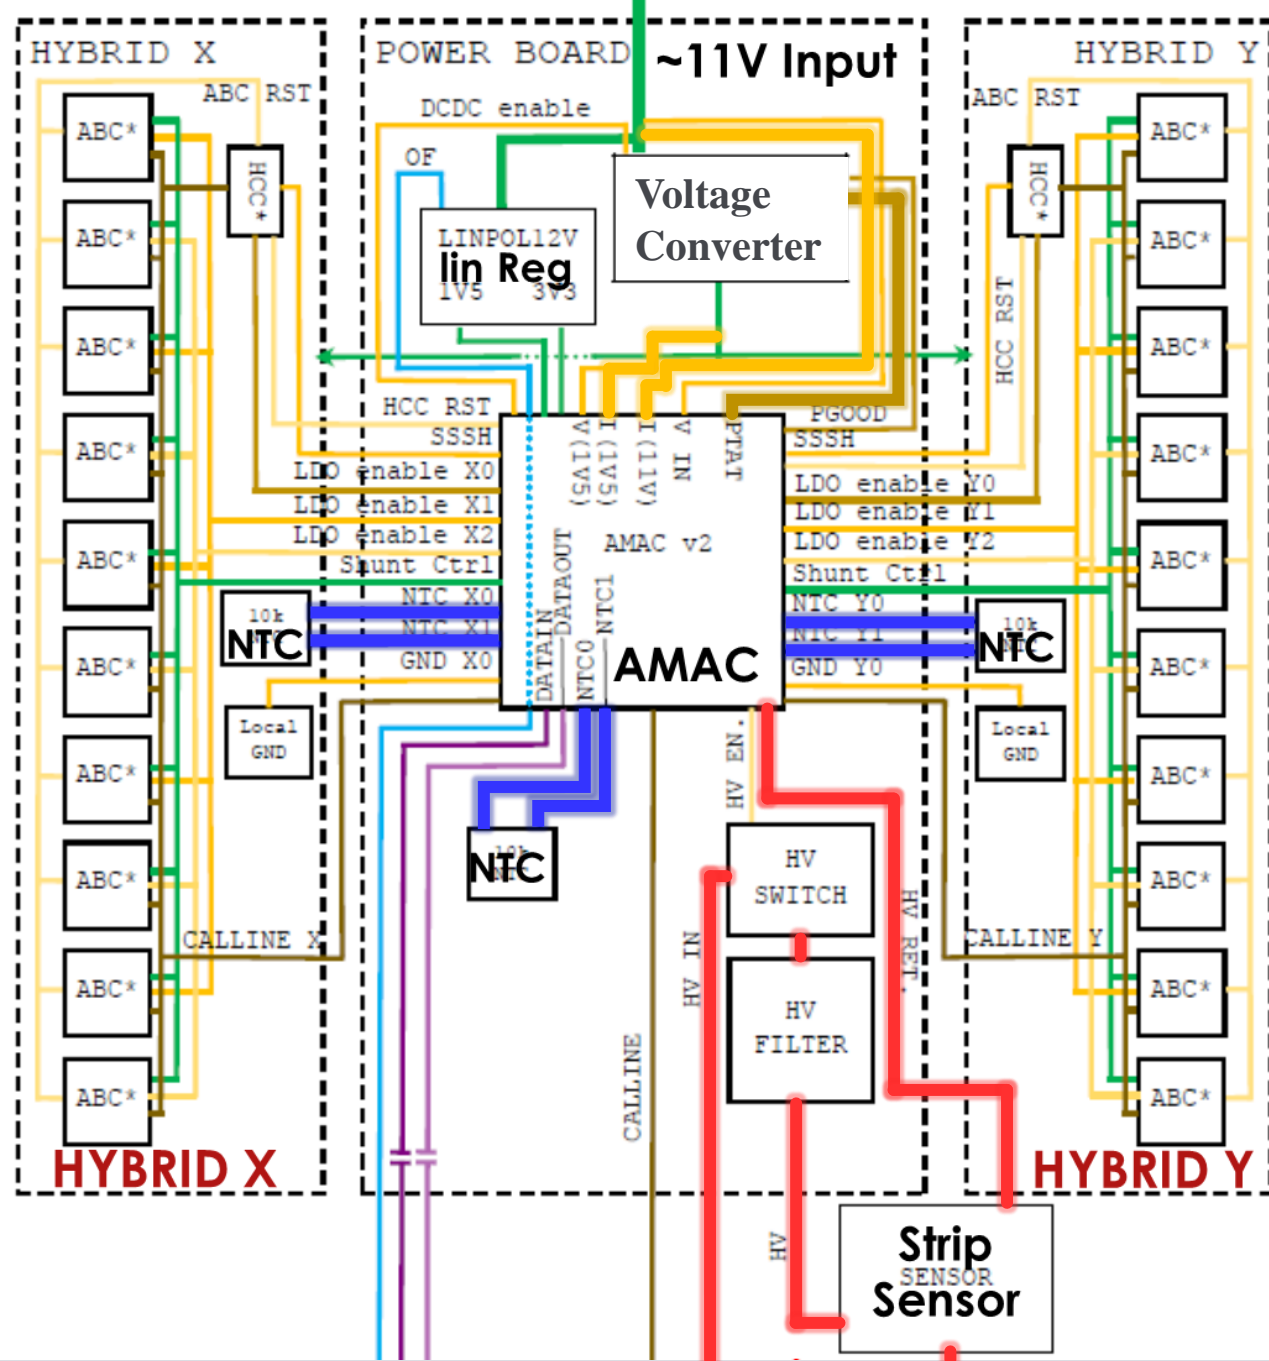 HYBRID X
POWER BOARD
~11V Input
HYBRID Y
ABC RST
DCDC enable
ABC RST
OF
ABC*
ABC*
ABC*
ABC*
ABC*
ABC*
ABC*
ABC*
ABC*
ABC*
HCC*
LINPOL12V
lin Reg
1V5 3V3
Voltage
Converter
HCC*
HCC RST
ABC*
ABC*
ABC*
ABC*
ABC*
ABC*
ABC*
ABC*
ABC*
ABC*
HCC RST
SSSH
LDO enable X0
LDO enable X1
LDO enable X2
Shunt Ctrl
NTC X0
NTC X1
GND X0
V(1V5)
I(1V5)
I(11V)
V IN
PTAT
AMAC v2
AMAC
DATAIN
DATAOUT
NTC0
NTC1
PGOOD
SSSH
LDO enable Y0
LDO enable Y1
LDO enable Y2
Shunt Ctrl
NTC Y0
NTC Y1
GND Y0
10k
NTC
Local
GND
10k
NTC
Local
GND
10k
NTC
HV EN.
HV
SWITCH
HV IN
HV RET.
HV
FILTER
CALLINE X
CALLINE Y
CALLINE
HYBRID X
HYBRID Y
HV
Strip
SENSOR
Sensor